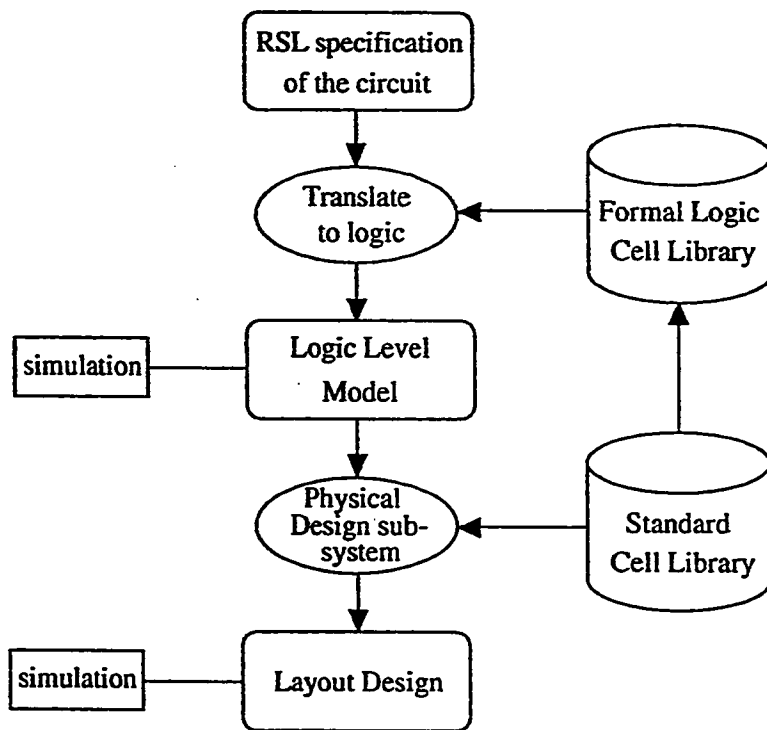 RSL specification
of the circuit
Translate
to logic
Formal Logic
Cell Library
simulation
Logic Level
Model
Physical
Design sub-
system
Standard
Cell Library
simulation
Layout Design